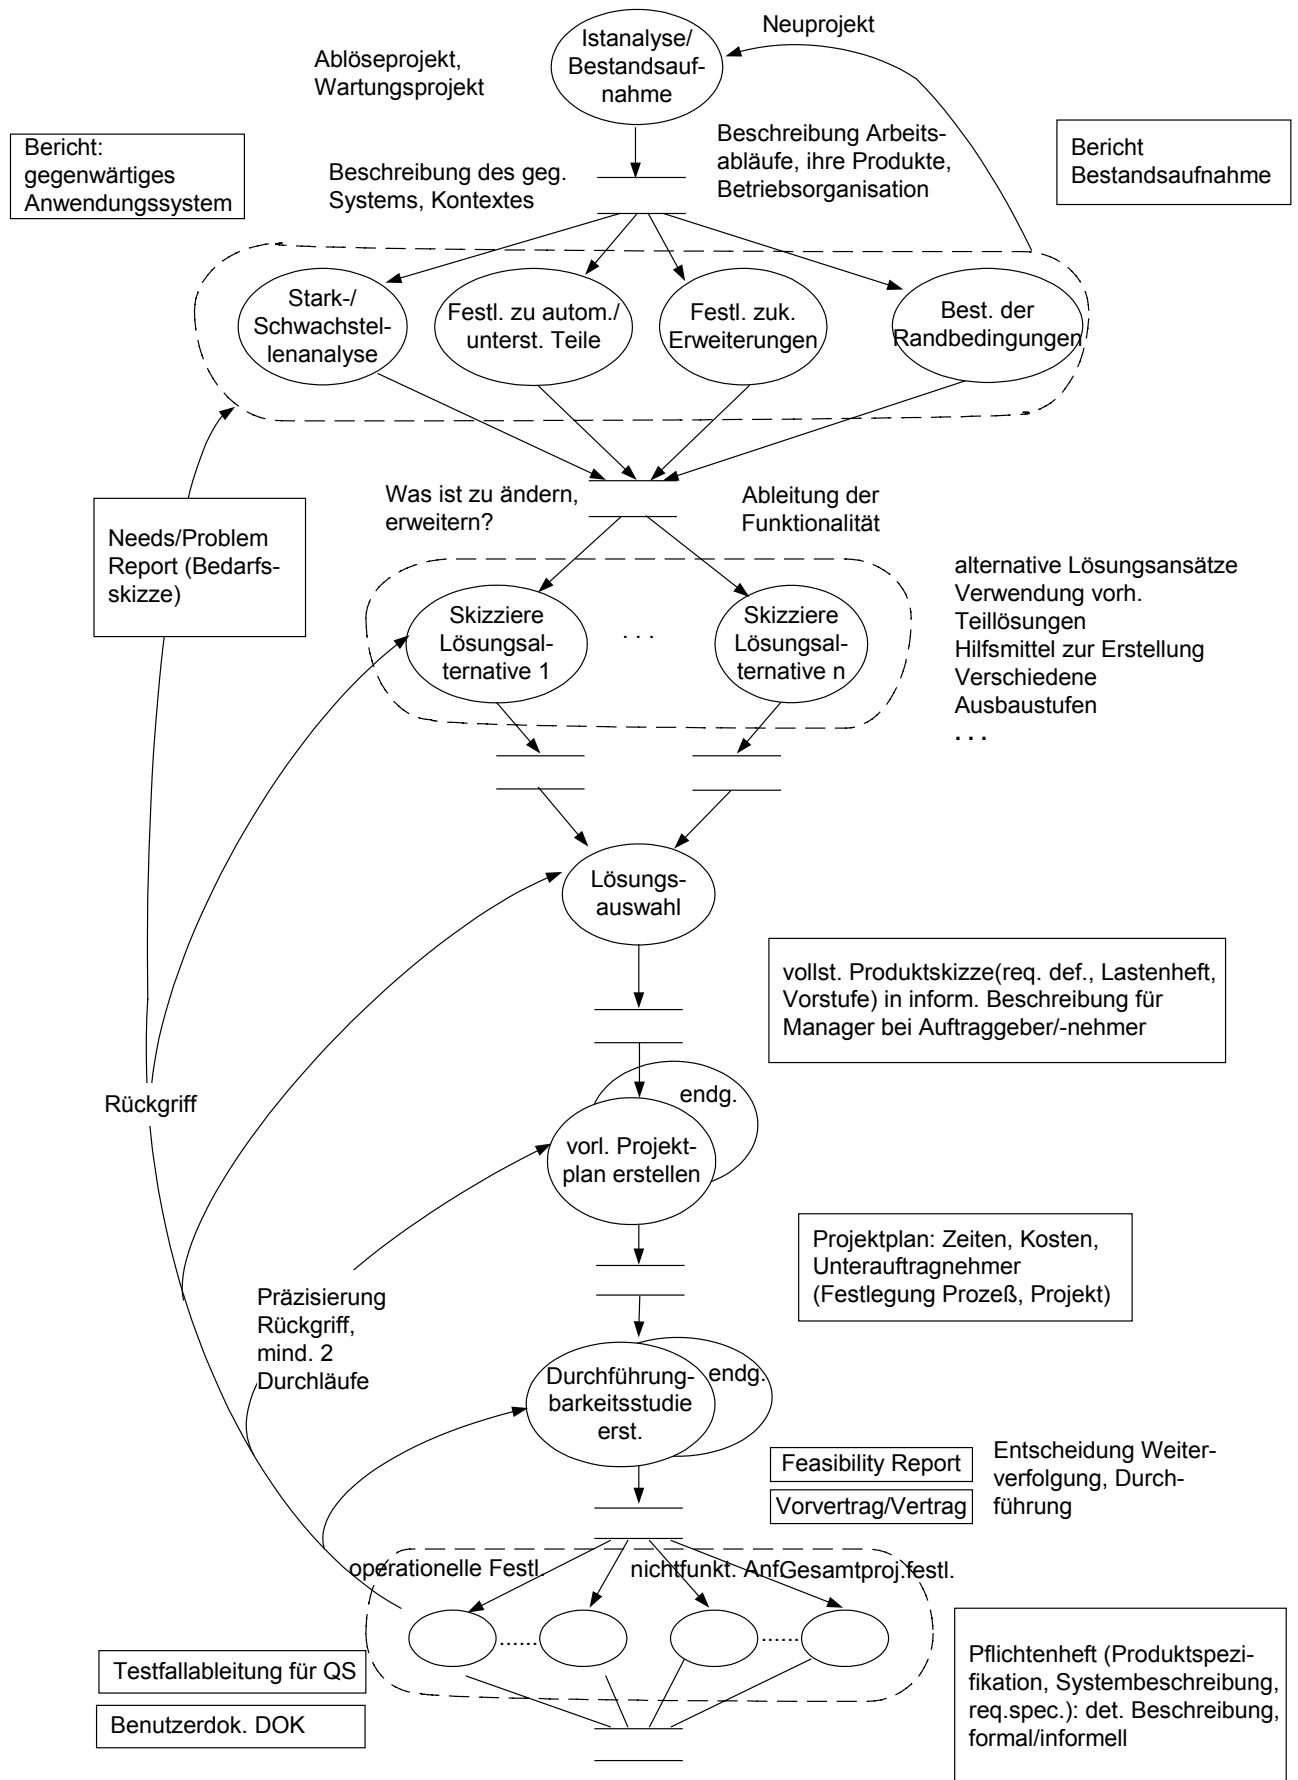 Istanalyse/
Bestandsauf-
nahme
Neuprojekt
Ablöseprojekt,
Wartungsprojekt
Bericht:
gegenwärtiges
Anwendungssystem
Beschreibung des geg.
Systems, Kontextes
Beschreibung Arbeits-
abläufe, ihre Produkte,
Betriebsorganisation
Bericht
Bestandsaufnahme
Stark-/
Schwachstel-
lenanalyse
Festl. zu autom./
unterst. Teile
Festl. zuk.
Erweiterungen
Best. der
Randbedingungen
Was ist zu ändern,
erweitern?
Ableitung der
Funktionalität
Needs/Problem
Report (Bedarfs-
skizze)
Skizziere
Lösungsal-
ternative 1
. . .
Skizziere
Lösungsal-
ternative n
alternative Lösungsansätze
Verwendung vorh.
Teillösungen
Hilfsmittel zur Erstellung
Verschiedene
Ausbaustufen
. . .
Lösungs-
auswahl
vollst. Produktskizze(req. def., Lastenheft,
Vorstufe) in inform. Beschreibung für
Manager bei Auftraggeber/-nehmer
Rückgriff
endg.
vorl. Projekt-
plan erstellen
Projektplan: Zeiten, Kosten,
Unterauftragnehmer
(Festlegung Prozeß, Projekt)
Präzisierung
Rückgriff,
mind. 2
Durchläufe
Durchführung-
barkeitsstudie
erst.
endg.
Feasibility Report
Vorvertrag/Vertrag
Entscheidung Weiter-
verfolgung, Durch-
führung
operationelle Festl.
nichtfunkt. Anf
Gesamtproj.festl.
......
......
Testfallableitung für QS
Benutzerdok. DOK
Pflichtenheft (Produktspezi-
fikation, Systembeschreibung,
req.spec.): det. Beschreibung,
formal/informell